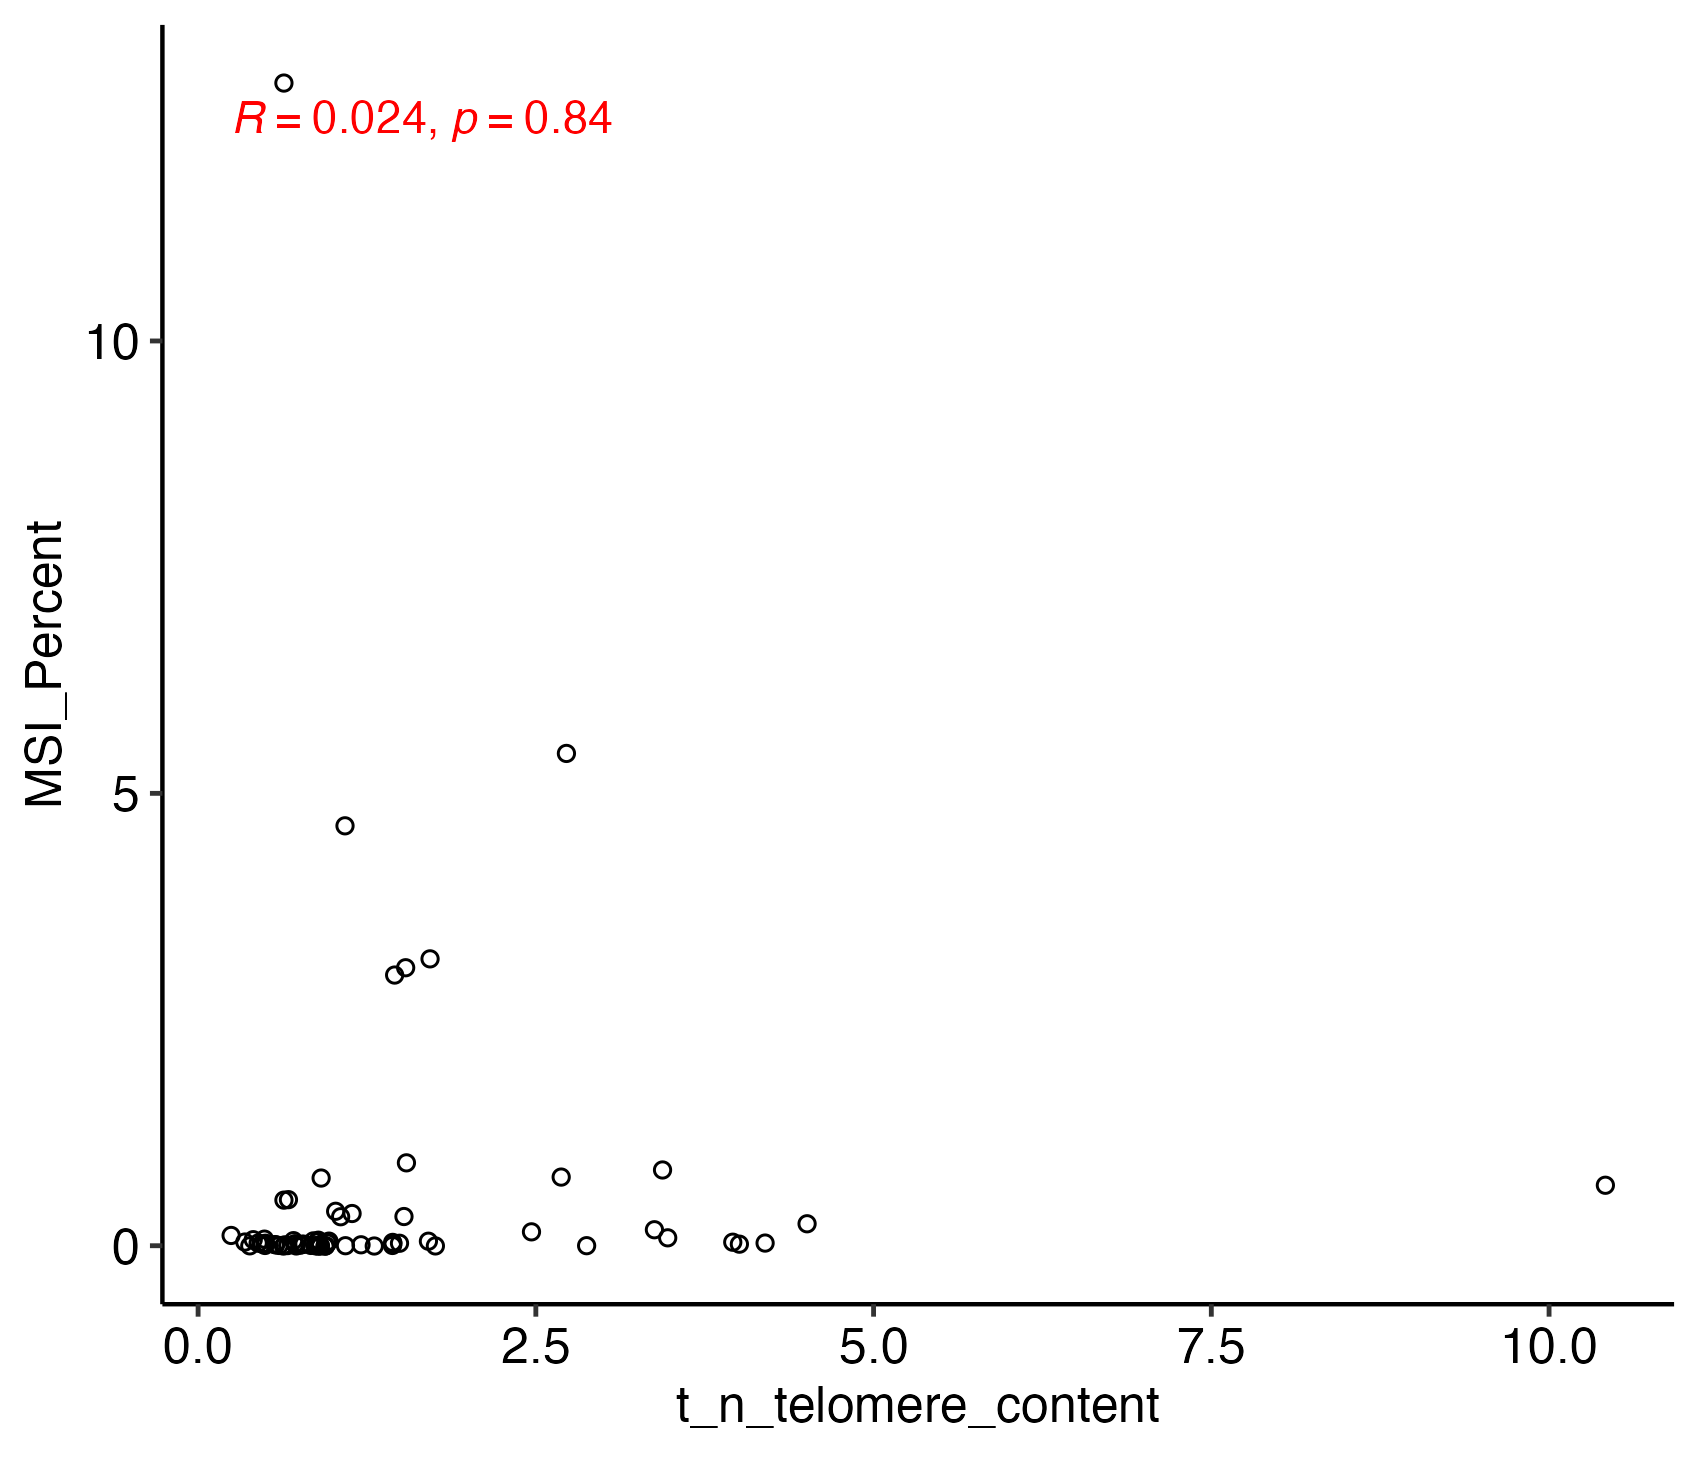 R = 0.024, p = 0.84
10
5
0
MSI_Percent
0.0 2.5 5.0 7.5 10.0
t_n_telomere_content